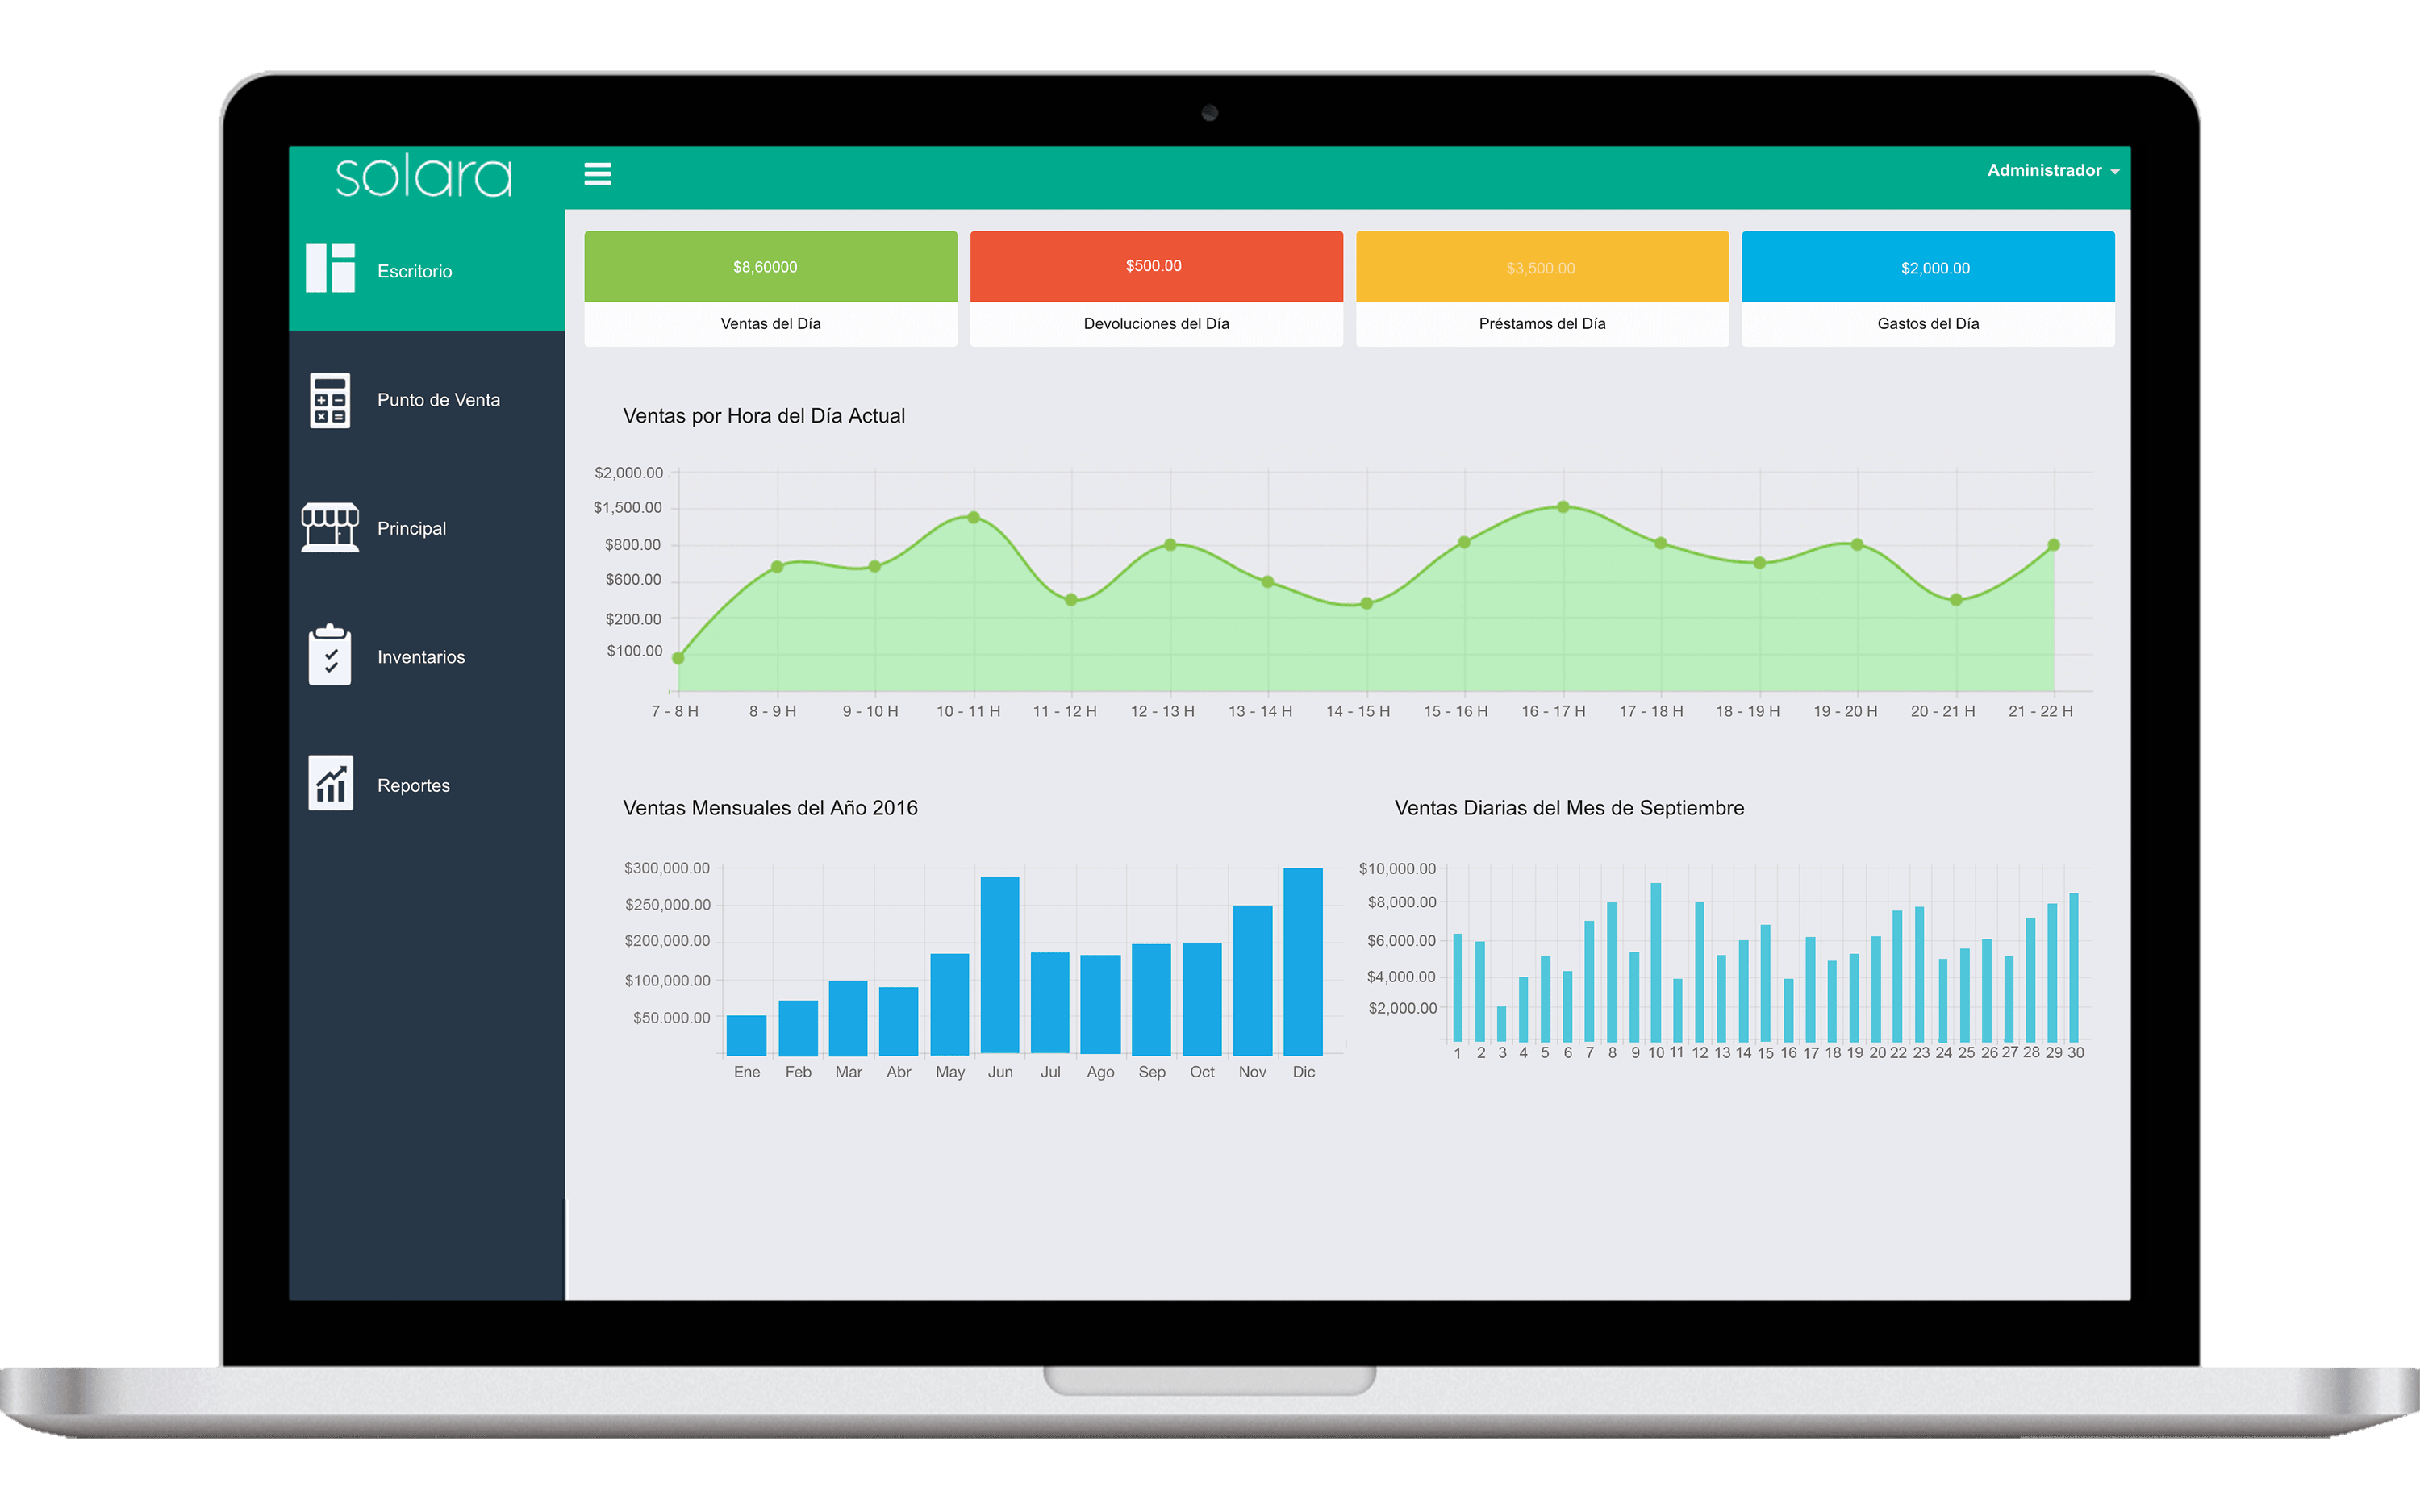 solara
Administrador
Escritorio
Punto de Venta
Principal
Inventarios
Reportes
$8,60000
Ventas del Día
$500.00
Devoluciones del Día
$3,500.00
Préstamos del Día
$2,000.00
Gastos del Día
Ventas por Hora del Día Actual
$2,000.00
$1,500.00
$800.00
$600.00
$200.00
$100.00
7 - 8 H 8 - 9 H 9 - 10 H 10 - 11 H 11 - 12 H 12 - 13 H 13 - 14 H 14 - 15 H 15 - 16 H 16 - 17 H 17 - 18 H 18 - 19 H 19 - 20 H 20 - 21 H 21 - 22 H
Ventas Mensuales del Año 2016
$300,000.00
$250,000.00
$200,000.00
$100,000.00
$50.000.00
Ene Feb Mar Abr May Jun Jul Ago Sep Oct Nov Dic
Ventas Diarias del Mes de Septiembre
$10,000.00
$8,000.00
$6,000.00
$4,000.00
$2,000.00
1 2 3 4 5 6 7 8 9 10 11 12 13 14 15 16 17 18 19 20 22 23 24 25 26 27 28 29 30